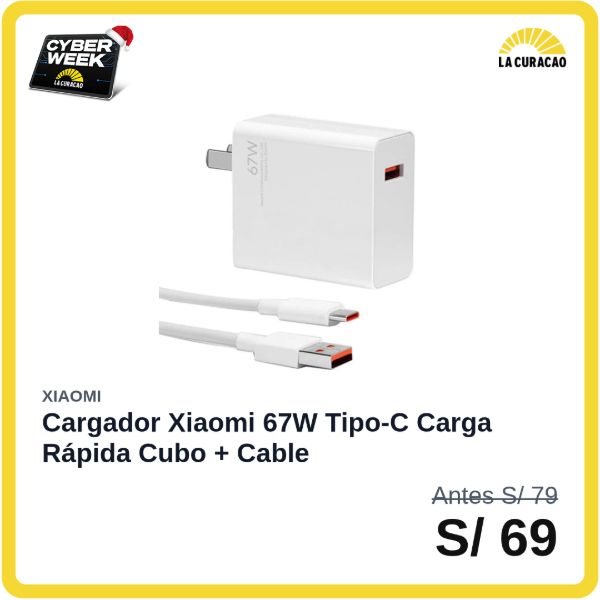 CYBER
WEEK
LA CURACAO
LA CURACAO
67W
XIAOMI
Cargador Xiaomi 67W Tipo-C Carga
Rápida Cubo + Cable
Antes S/ 79
S/ 69